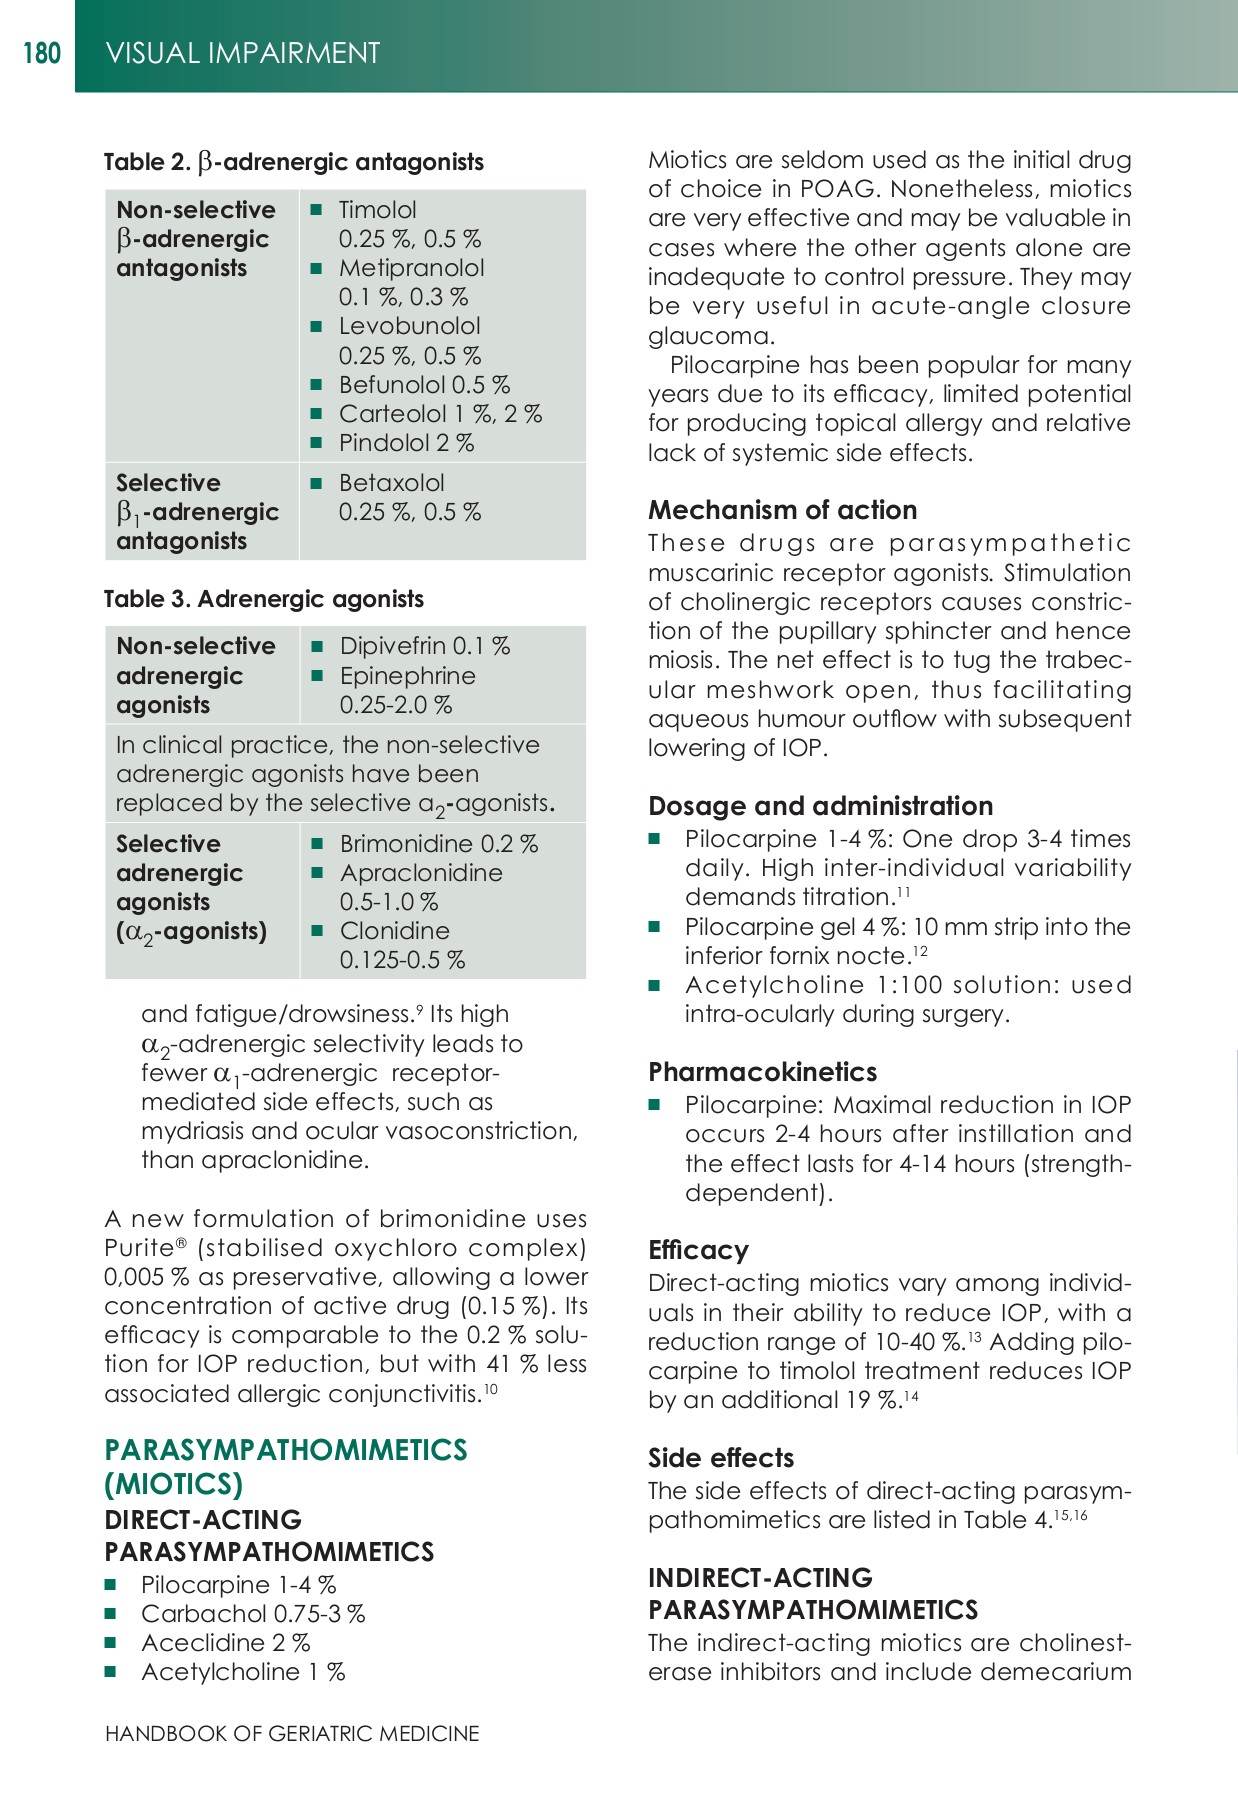 180
VISUAL IMPAIRMENT
Table 2. β-adrenergic antagonists
Non-selective
β-adrenergic
antagonists
■ Timolol
0.25 %, 0.5 %
■ Metipranolol
0.1 %, 0.3 %
■ Levobunolol
0.25 %, 0.5 %
■ Befunolol 0.5 %
■ Carteolol 1 %, 2 %
■ Pindolol 2 %
Selective
β₁-adrenergic
antagonists
■ Betaxolol
0.25 %, 0.5 %
Table 3. Adrenergic agonists
Non-selective
adrenergic
agonists
■ Dipivefrin 0.1 %
■ Epinephrine
0.25-2.0 %
In clinical practice, the non-selective
adrenergic agonists have been
replaced by the selective a₂-agonists.
Selective
adrenergic
agonists
(α₂-agonists)
■ Brimonidine 0.2 %
■ Apraclonidine
0.5-1.0 %
■ Clonidine
0.125-0.5 %
and fatigue/drowsiness.⁹ Its high
α₂-adrenergic selectivity leads to
fewer α₁-adrenergic receptor-
mediated side effects, such as
mydriasis and ocular vasoconstriction,
than apraclonidine.
A new formulation of brimonidine uses
Purite® (stabilised oxychloro complex)
0,005 % as preservative, allowing a lower
concentration of active drug (0.15 %). Its
efficacy is comparable to the 0.2 % solu-
tion for IOP reduction, but with 41 % less
associated allergic conjunctivitis.¹⁰
PARASYMPATHOMIMETICS
(MIOTICS)
DIRECT-ACTING
PARASYMPATHOMIMETICS
■ Pilocarpine 1-4 %
■ Carbachol 0.75-3 %
■ Aceclidine 2 %
■ Acetylcholine 1 %
Miotics are seldom used as the initial drug
of choice in POAG. Nonetheless, miotics
are very effective and may be valuable in
cases where the other agents alone are
inadequate to control pressure. They may
be very useful in acute-angle closure
glaucoma.
Pilocarpine has been popular for many
years due to its efficacy, limited potential
for producing topical allergy and relative
lack of systemic side effects.
Mechanism of action
These drugs are parasympathetic
muscarinic receptor agonists. Stimulation
of cholinergic receptors causes constric-
tion of the pupillary sphincter and hence
miosis. The net effect is to tug the trabec-
ular meshwork open, thus facilitating
aqueous humour outflow with subsequent
lowering of IOP.
Dosage and administration
■ Pilocarpine 1-4 %: One drop 3-4 times
daily. High inter-individual variability
demands titration.¹¹
■ Pilocarpine gel 4 %: 10 mm strip into the
inferior fornix nocte.¹²
■ Acetylcholine 1:100 solution: used
intra-ocularly during surgery.
Pharmacokinetics
■ Pilocarpine: Maximal reduction in IOP
occurs 2-4 hours after instillation and
the effect lasts for 4-14 hours (strength-
dependent).
Efficacy
Direct-acting miotics vary among individ-
uals in their ability to reduce IOP, with a
reduction range of 10-40 %.¹³ Adding pilo-
carpine to timolol treatment reduces IOP
by an additional 19 %.¹⁴
Side effects
The side effects of direct-acting parasym-
pathomimetics are listed in Table 4.¹⁵,¹⁶
INDIRECT-ACTING
PARASYMPATHOMIMETICS
The indirect-acting miotics are cholinest-
erase inhibitors and include demecarium
HANDBOOK OF GERIATRIC MEDICINE